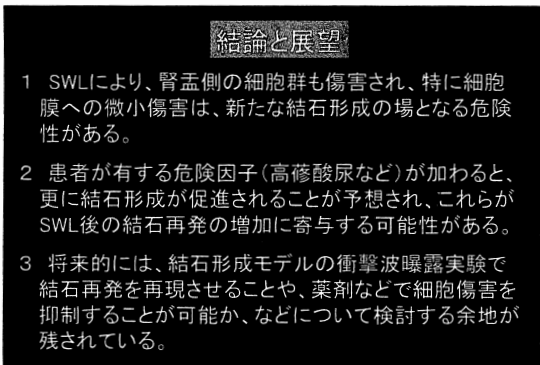 結論と展望
1 SWLにより、腎盂側の細胞群も傷害され、特に細胞
膜への微小傷害は、新たな結石形成の場となる危険
性がある。
2 患者が有する危険因子（高蓚酸尿など）が加わると、
更に結石形成が促進されることが予想され、これらが
SWL後の結石再発の増加に寄与する可能性がある。
3 将来的には、結石形成モデルの衝撃波曝露実験で
結石再発を再現させることや、薬剤などで細胞傷害を
抑制することが可能か、などについて検討する余地が
残されている。